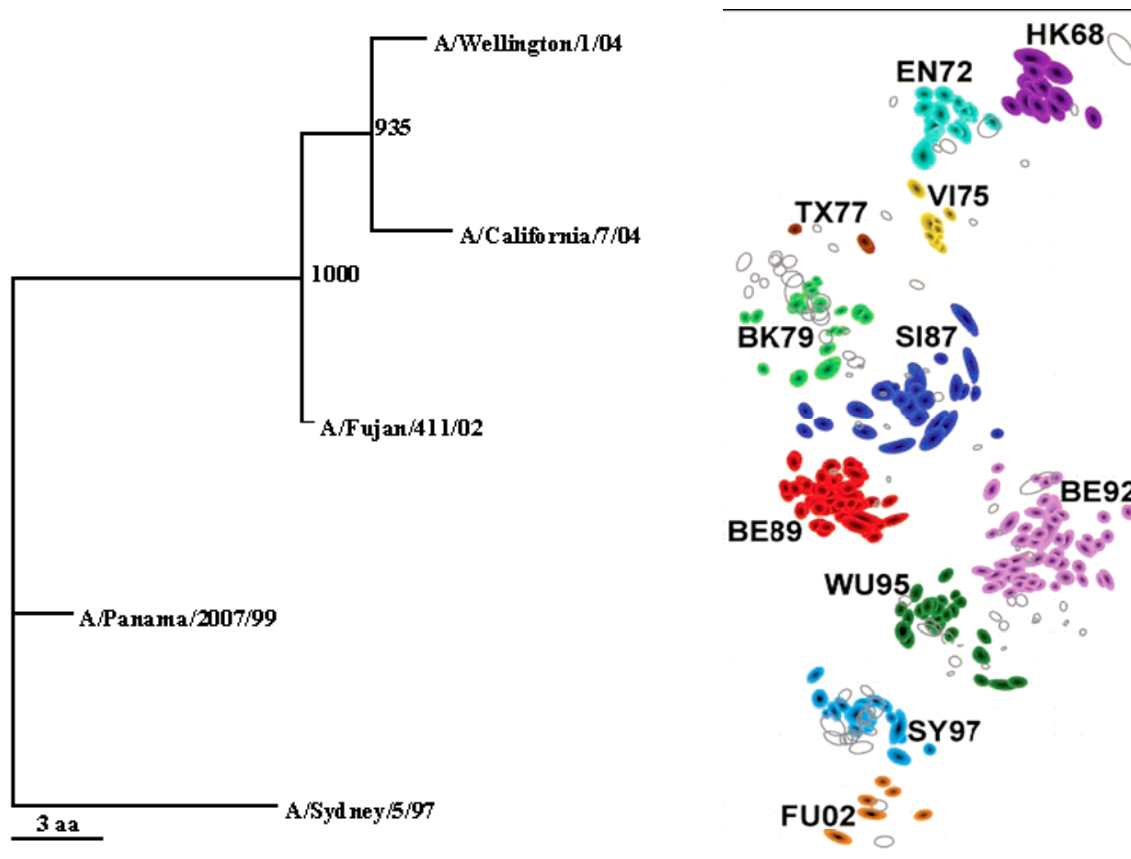 A/Wellington/1/04
935
A/California/7/04
1000
A/Fujan/411/02
A/Panama/2007/99
A/Sydney/5/97
3 aa
HK68
EN72
VI75
TX77
BK79
SI87
BE92
BE89
WU95
SY97
FU02